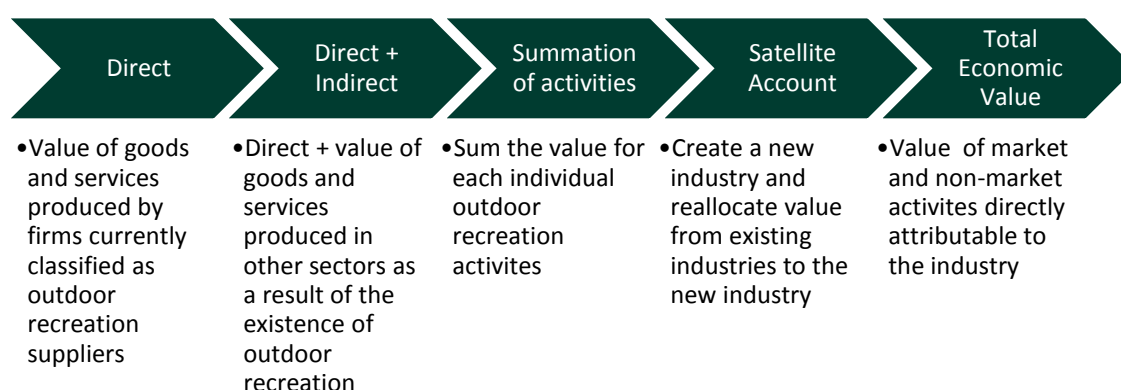 Direct
Direct +
Indirect
Summation
of activities
Satellite
Account
Total
Economic
Value
•Value of goods
and services
produced by
firms currently
classified as
outdoor
recreation
suppliers
•Direct + value of
goods and
services
produced in
other sectors as
a result of the
existence of
outdoor
recreation
•Sum the value for
each individual
outdoor
recreation
activites
•Create a new
industry and
reallocate value
from existing
industries to the
new industry
•Value of market
and non-market
activites directly
attributable to
the industry